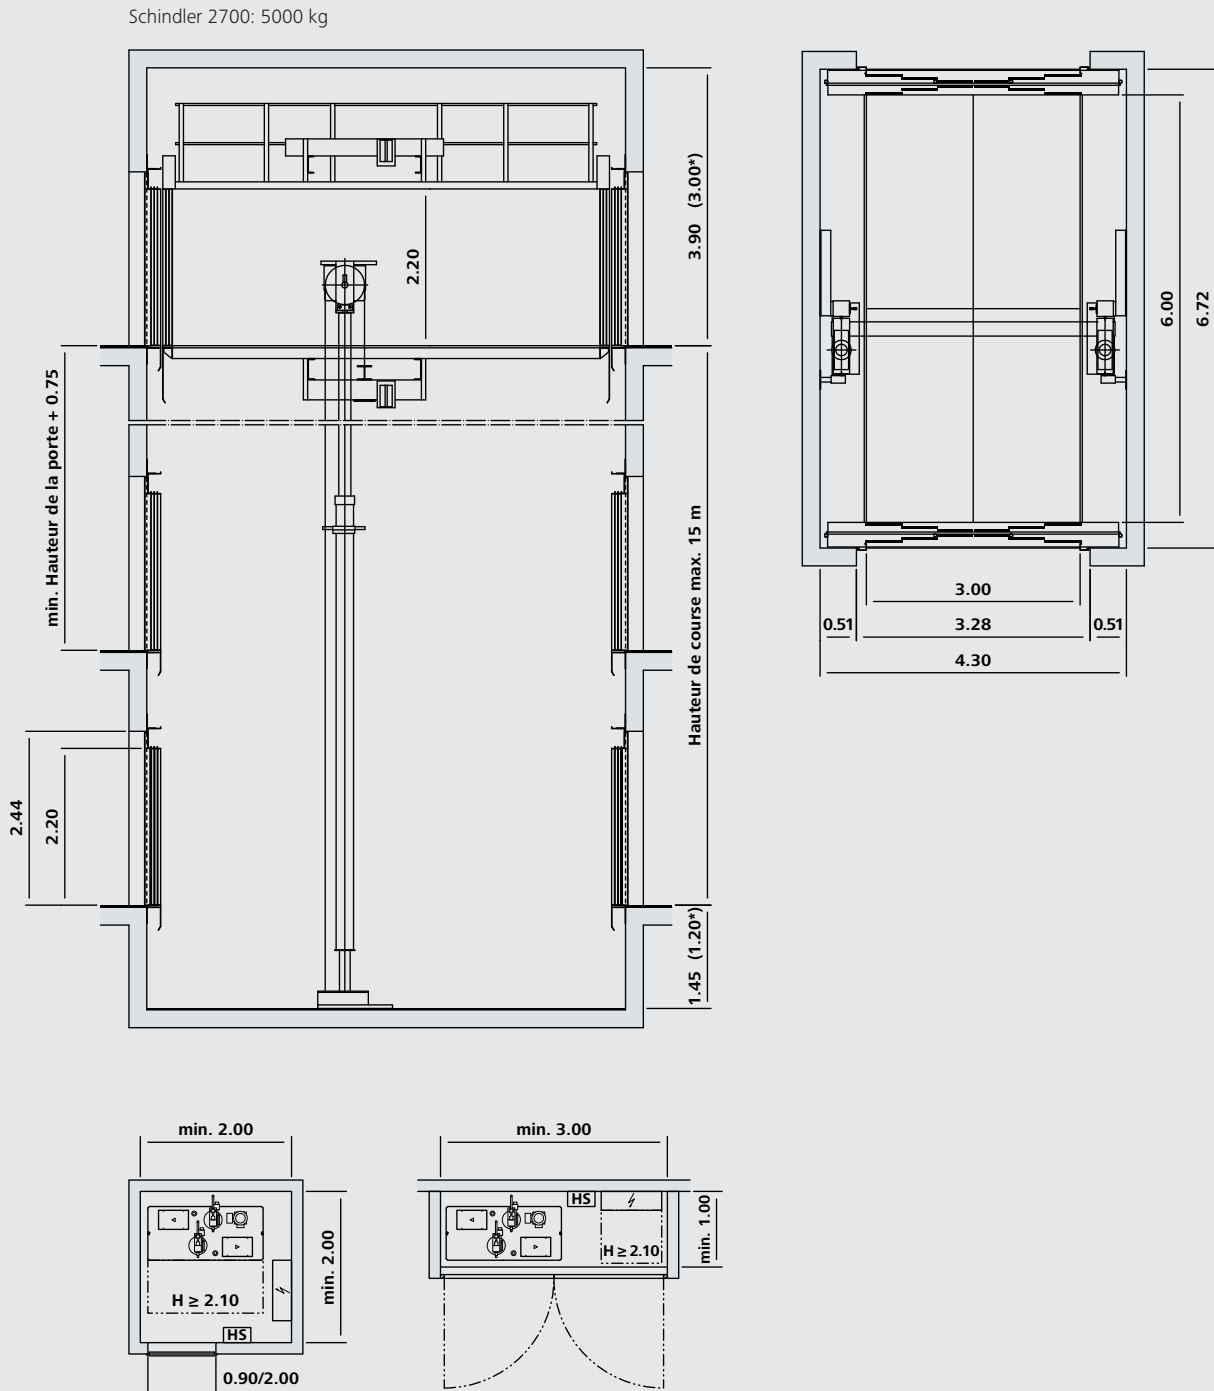 Schindler 2700: 5000 kg
3.90 (3.00*)
2.20
min. Hauteur de la porte + 0.75
Hauteur de course max. 15 m
2.44
2.20
1.45 (1.20*)
6.00
6.72
3.00
0.51
3.28
0.51
4.30
min. 2.00
min. 2.00
H ≥ 2.10
HS
0.90/2.00
min. 3.00
HS
min. 1.00
H ≥ 2.10